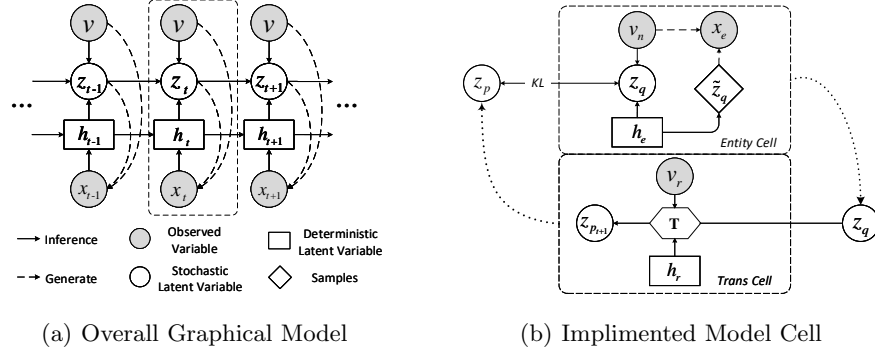 v v v
z_{t-1} z_t z_{t+1}
... ...
h_{t-1} h_t h_{t+1}
x_{t-1} x_t x_{t+1}
Inference
Observed
Variable
Deterministic
Latent Variable
Generate
Stochastic
Latent Variable
Samples
(a) Overall Graphical Model
v_n x_e
z_p KL z_q z̃_q
h_e
Entity Cell
v_r
z_{p_{t+1}} T z_q
h_r
Trans Cell
(b) Implimented Model Cell